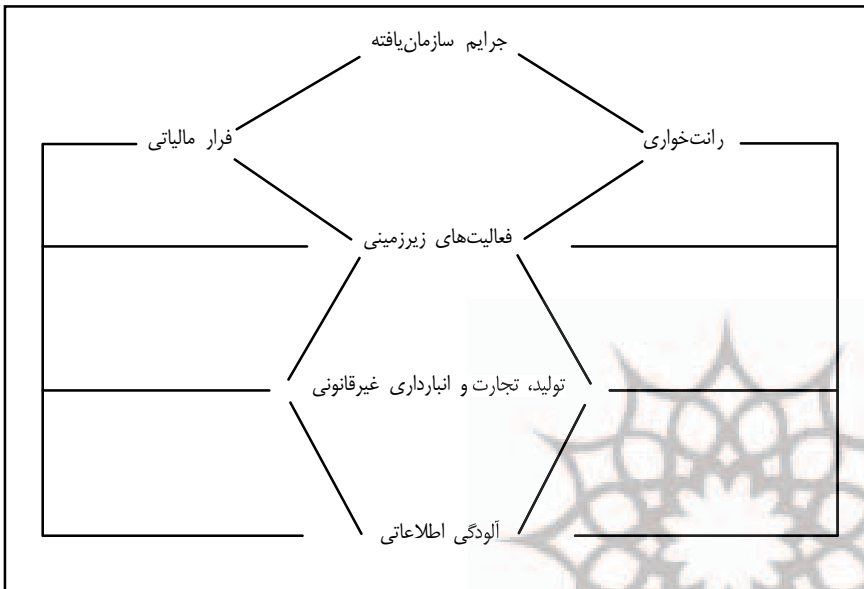 جرایم سازمان‌یافته
رانت‌خواری
فرار مالیاتی
فعالیت‌های زیرزمینی
تولید، تجارت و انبارداری غیرقانونی
آلودگی اطلاعاتی